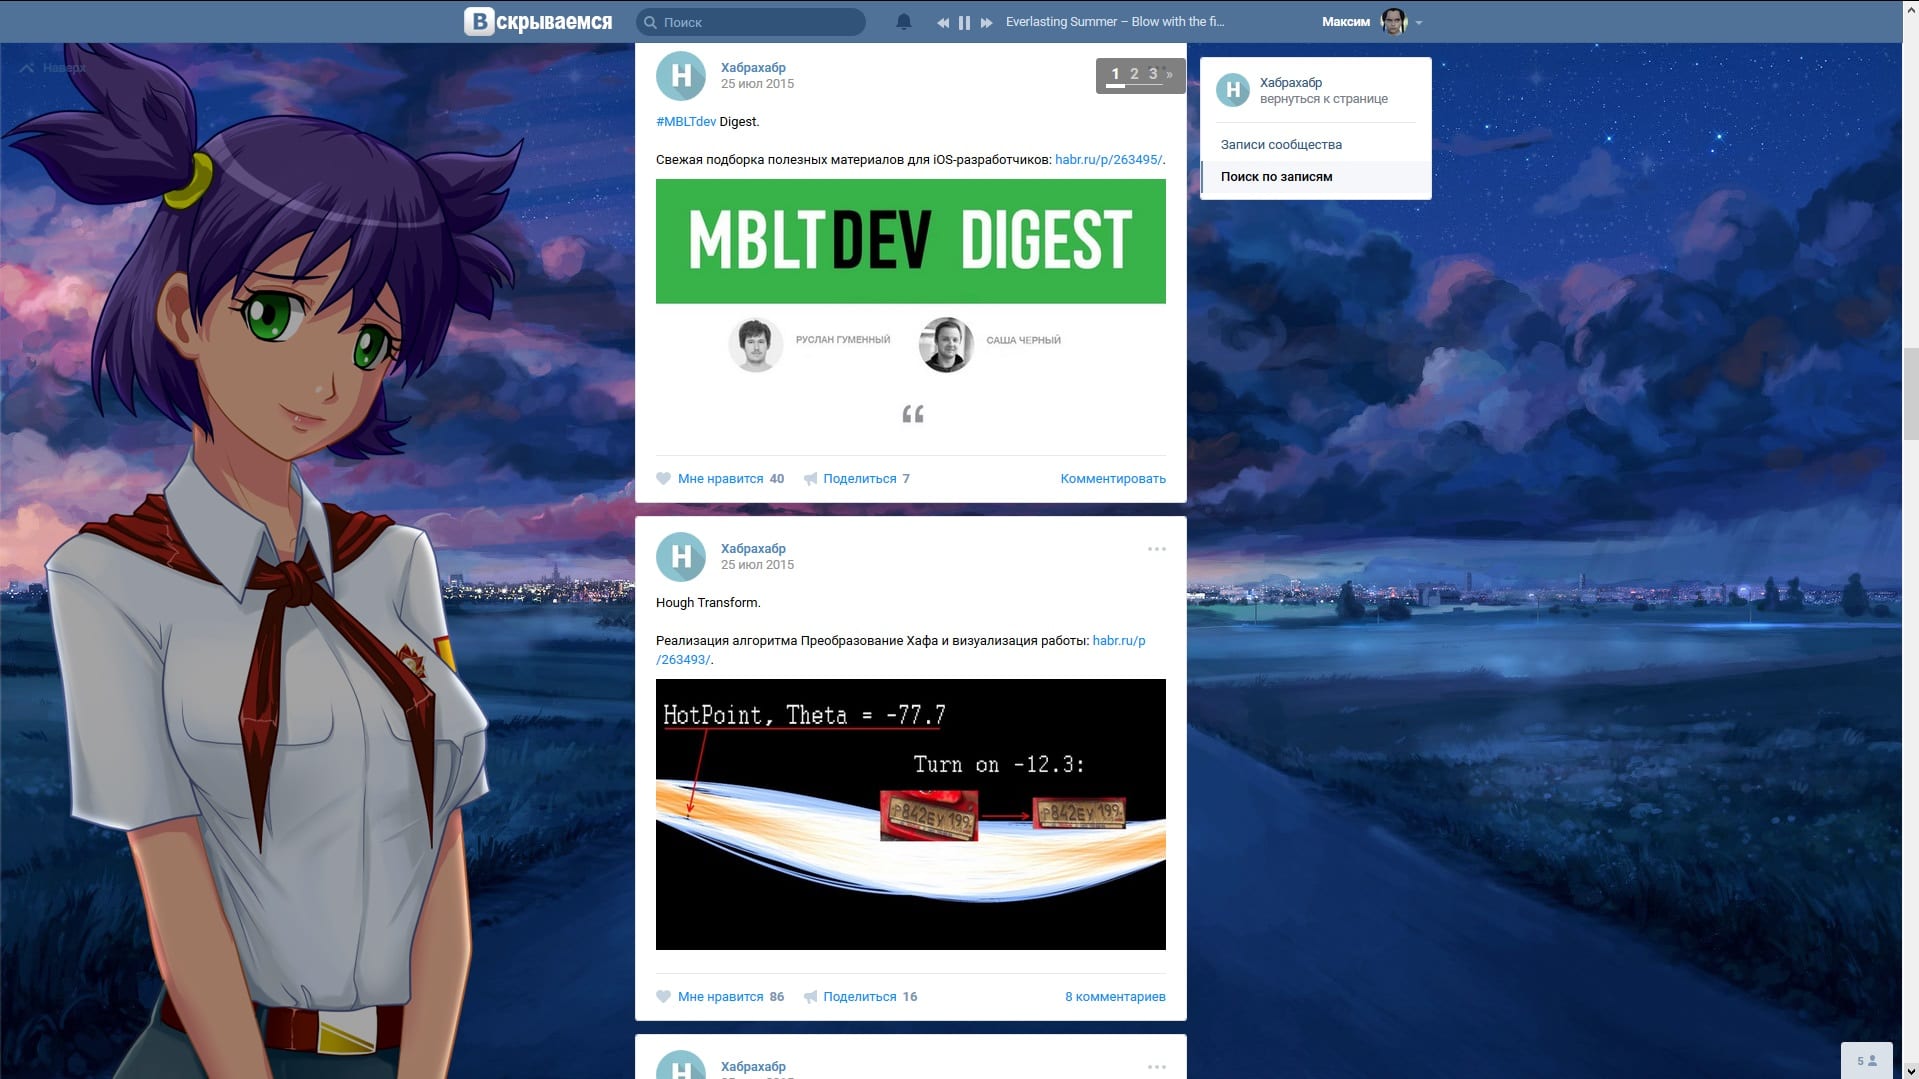 Вскрываемся
Поиск
Everlasting Summer – Blow with the fi...
Максим
Наверх
Хабрахабр
25 июл 2015
1 2 3 »
#MBLTdev Digest.
Свежая подборка полезных материалов для iOS-разработчиков: habr.ru/p/263495/.
MBLTDEV DIGEST
РУСЛАН ГУМЕННЫЙ
САША ЧЕРНЫЙ
“
Мне нравится 40
Поделиться 7
Комментировать
H Хабрахабр
вернуться к странице
Записи сообщества
Поиск по записям
H Хабрахабр
25 июл 2015
Hough Transform.
Реализация алгоритма Преобразование Хафа и визуализация работы: habr.ru/p
/263493/.
HotPoint, Theta = -77.7
Turn on -12.3:
P842EY 199
P842EY 199
Мне нравится 86
Поделиться 16
8 комментариев
H Хабрахабр
5